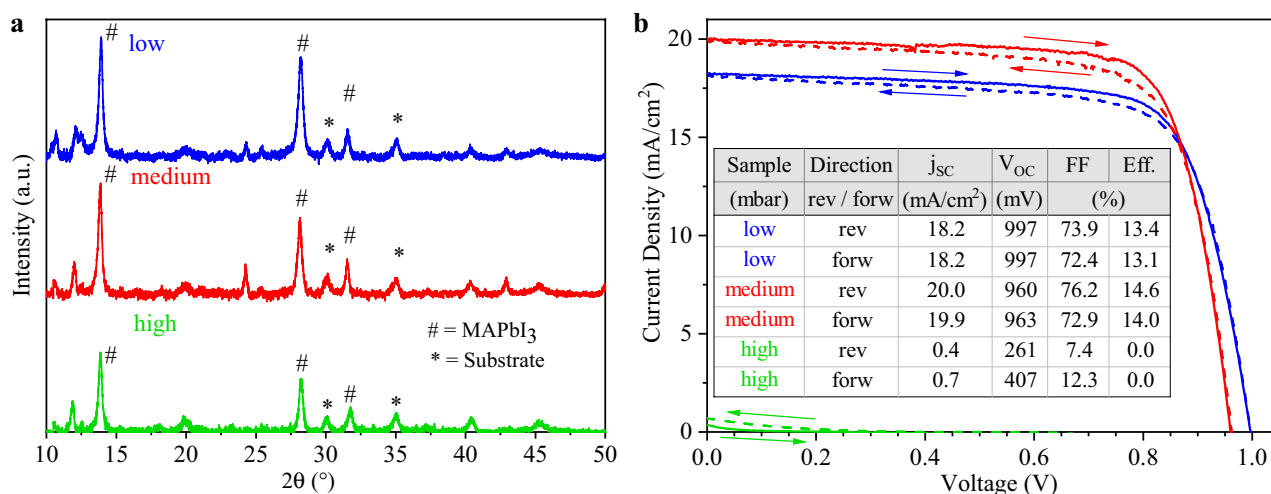 a
#
low
#
#
*
*
medium
#
#
#
*
*
high
#
#
#
*
*
# = MAPbI3
* = Substrate
Intensity (a.u.)
10 15 20 25 30 35 40 45 50
2θ (°)
b
20
15
10
5
0
Current Density (mA/cm2)
Sample Direction jSC VOC FF Eff.
(mbar) rev / forw (mA/cm2) (mV) (%)
low rev 18.2 997 73.9 13.4
low forw 18.2 997 72.4 13.1
medium rev 20.0 960 76.2 14.6
medium forw 19.9 963 72.9 14.0
high rev 0.4 261 7.4 0.0
high forw 0.7 407 12.3 0.0
0.0 0.2 0.4 0.6 0.8 1.0
Voltage (V)